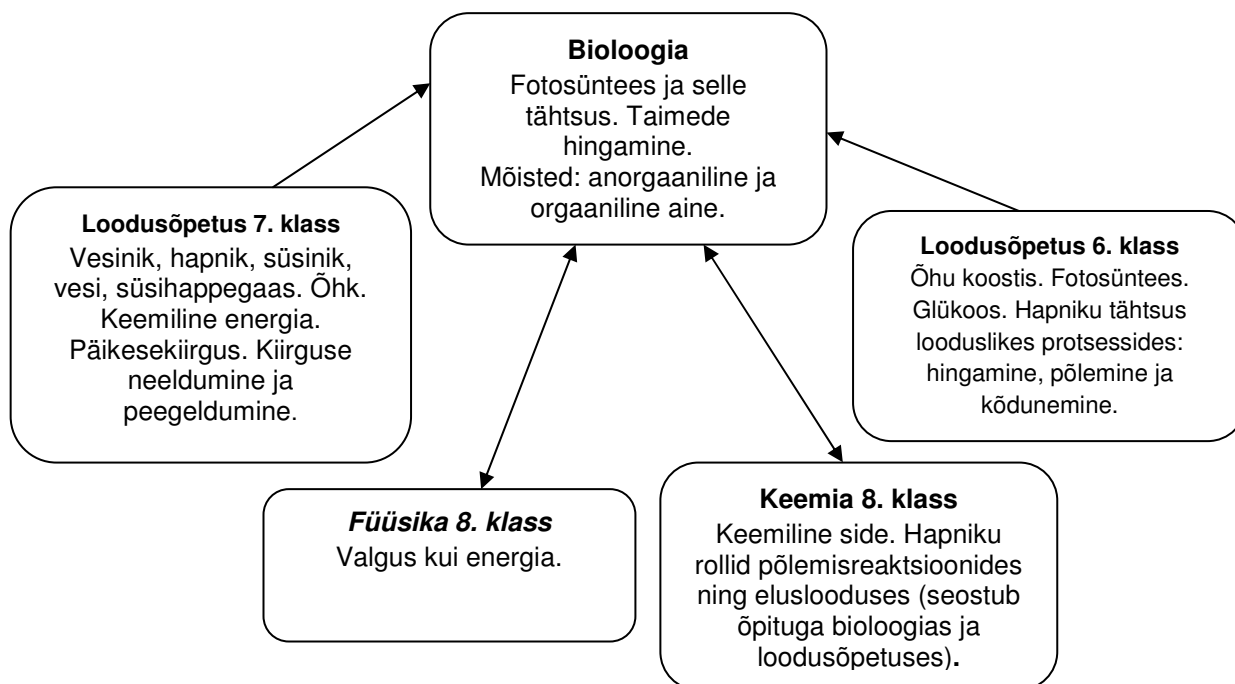 Bioloogia
Fotosüntees ja selle
tähtsus. Taimede
hingamine.
Mõisted: anorgaaniline ja
orgaaniline aine.
Loodusõpetus 7. klass
Vesinik, hapnik, süsinik,
vesi, süsihappegaas. Õhk.
Keemiline energia.
Päikesekiirgus. Kiirguse
neeldumine ja
peegeldumine.
Loodusõpetus 6. klass
Õhu koostis. Fotosüntees.
Glükoos. Hapniku tähtsus
looduslikes protsessides:
hingamine, põlemine ja
kõdunemine.
Füüsika 8. klass
Valgus kui energia.
Keemia 8. klass
Keemiline side. Hapniku
rollid põlemisreaktsioonides
ning eluslooduses (seostub
õpituga bioloogias ja
loodusõpetuses).